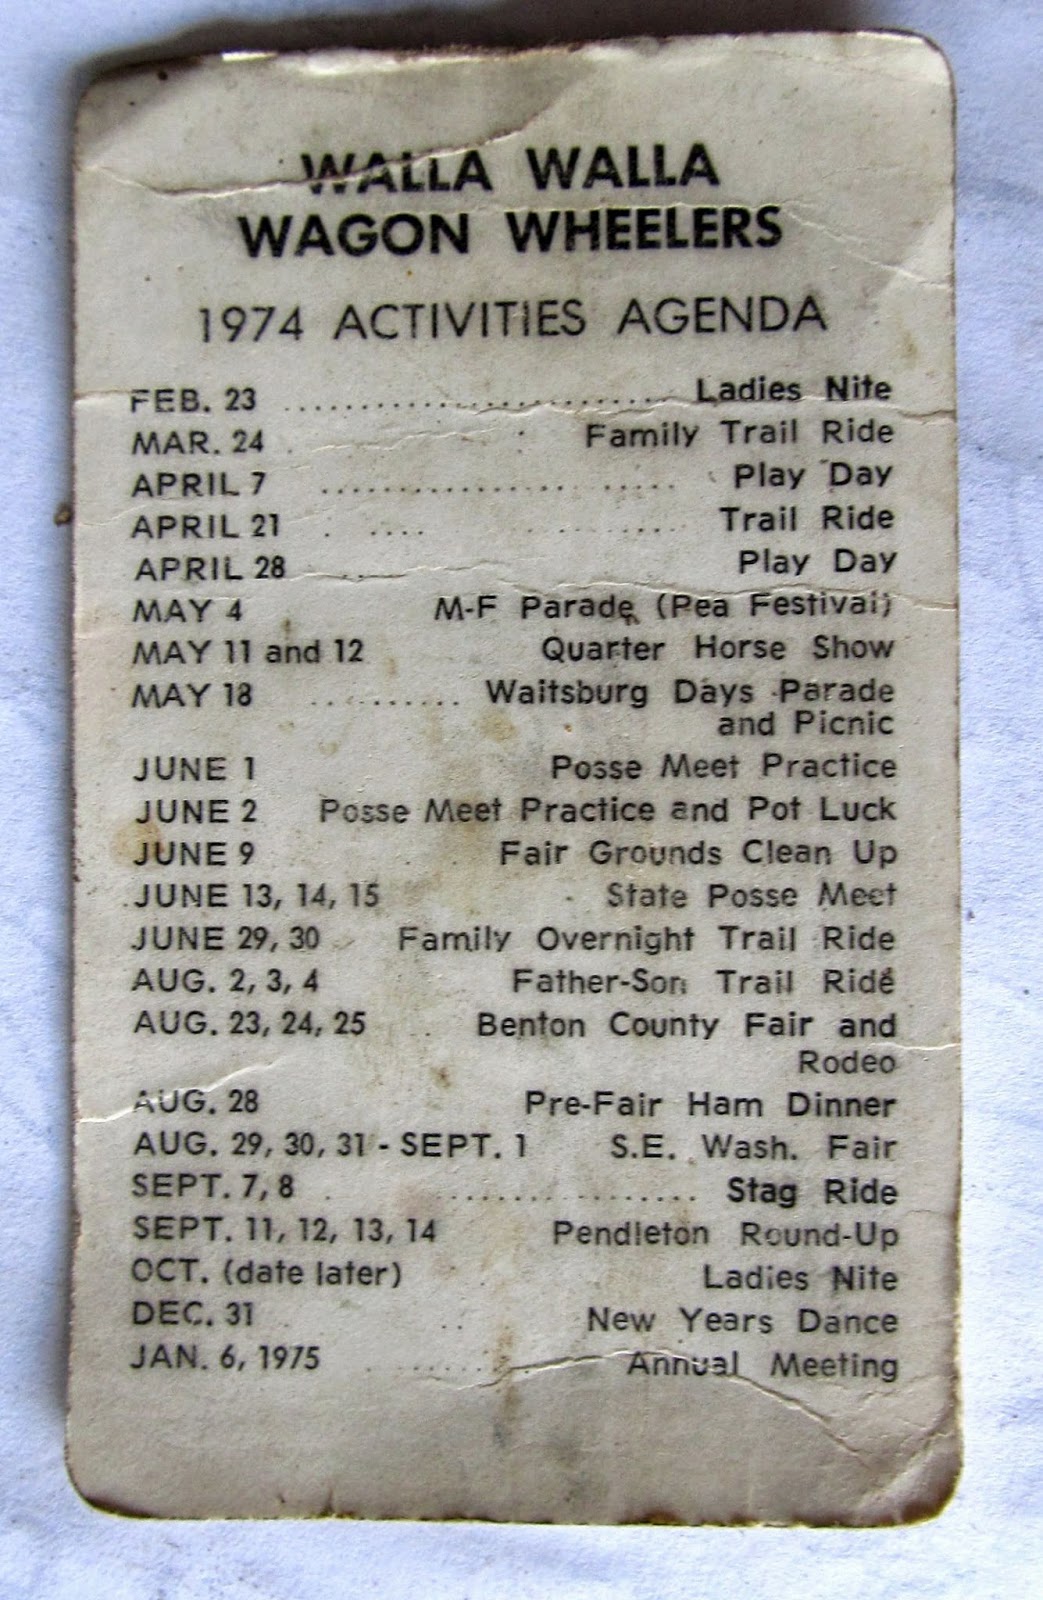 WALLA WALLA
WAGON WHEELERS
1974 ACTIVITIES AGENDA
FEB. 23 ........................... Ladies Nite
MAR. 24 Family Trail Ride
APRIL 7 ....................... Play Day
APRIL 21 . .... ........... Trail Ride
APRIL 28 Play Day
MAY 4 M-F Parade (Pea Festival)
MAY 11 and 12 Quarter Horse Show
MAY 18 .......... Waitsburg Days Parade
and Picnic
JUNE 1 Posse Meet Practice
JUNE 2 Posse Meet Practice and Pot Luck
JUNE 9 Fair Grounds Clean Up
JUNE 13, 14, 15 State Posse Meet
JUNE 29, 30 Family Overnight Trail Ride
AUG. 2, 3, 4 Father-Son Trail Ride
AUG. 23, 24, 25 Benton County Fair and
Rodeo
AUG. 28 Pre-Fair Ham Dinner
AUG. 29, 30, 31 - SEPT. 1 S.E. Wash. Fair
SEPT. 7, 8 . ................. Stag Ride
SEPT. 11, 12, 13, 14 Pendleton Round-Up
OCT. (date later) Ladies Nite
DEC. 31 New Years Dance
JAN. 6, 1975 .......... Annual Meeting